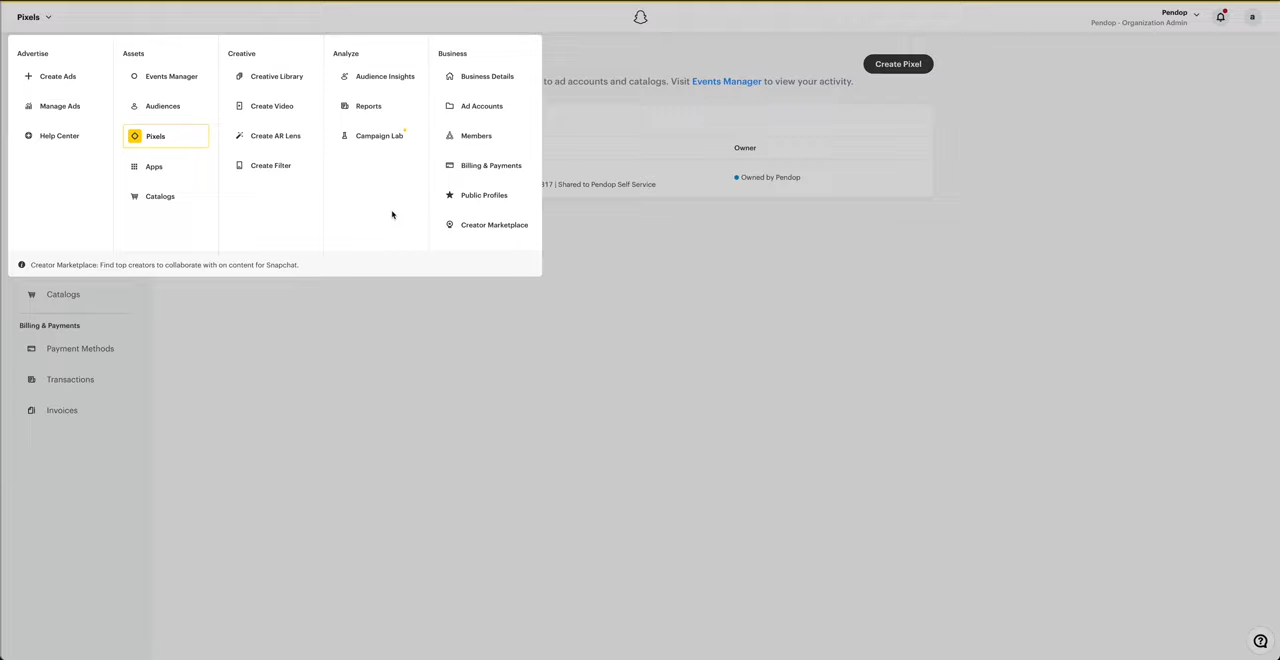 Pixels
Pendop
Pendop - Organization Admin
a
Advertise
Create Ads
Manage Ads
Help Center
Assets
Events Manager
Audiences
Pixels
Apps
Catalogs
Creative
Creative Library
Create Video
Create AR Lens
Create Filter
Analyze
Audience Insights
Reports
Campaign Lab
Business
Business Details
Ad Accounts
Members
Billing & Payments
Public Profiles
Creator Marketplace
Creator Marketplace: Find top creators to collaborate with on content for Snapchat.
Create Pixel
to ad accounts and catalogs. Visit Events Manager to view your activity.
Owner
317 | Shared to Pendop Self Service
Owned by Pendop
Catalogs
Billing & Payments
Payment Methods
Transactions
Invoices